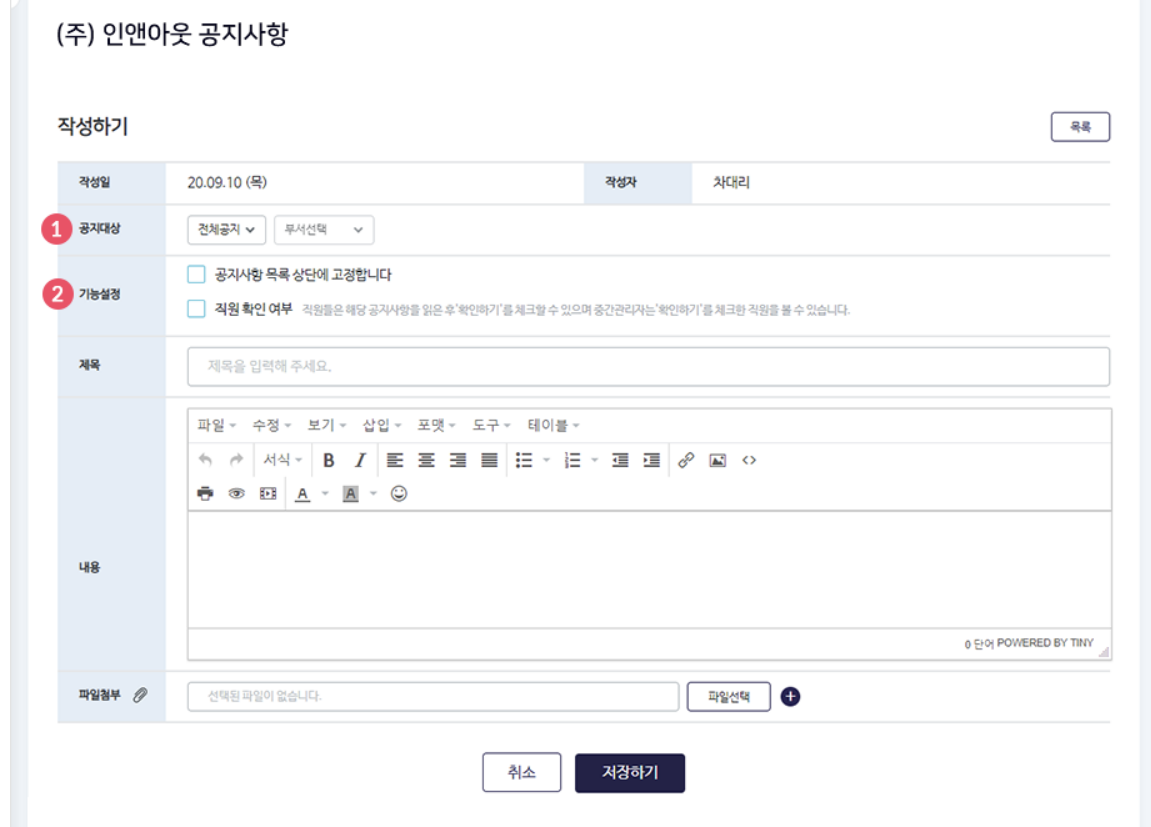 (주) 인앤아웃 공지사항
작성하기
목록
작성일 20.09.10 (목) 작성자 차대리
1 공지대상 전체공지 부서선택
2 기능설정
공지사항 목록 상단에 고정합니다
직원 확인 여부 직원들은 해당 공지사항을 읽은 후 '확인하기'를 체크할 수 있으며 중간관리자는 '확인하기'를 체크한 직원을 볼 수 있습니다.
제목 제목을 입력해 주세요.
파일 수정 보기 삽입 포맷 도구 테이블
서식 B I
A A
내용
0 단어 POWERED BY TINY
파일첨부 선택된 파일이 없습니다. 파일선택
취소 저장하기